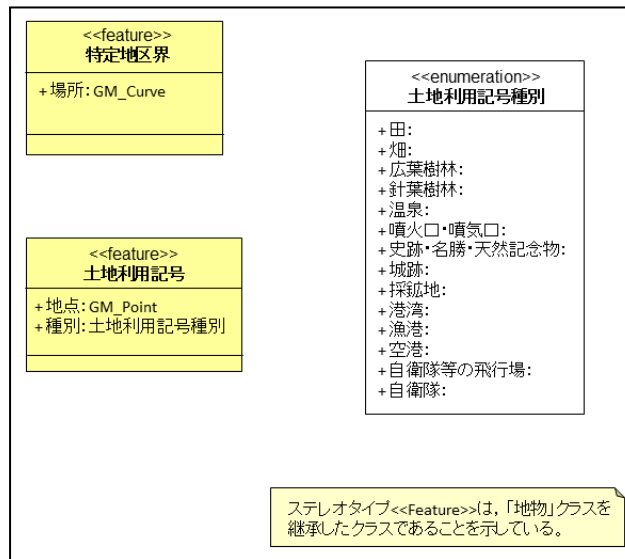 <<feature>>
特定地区界
+場所:GM_Curve
<<feature>>
土地利用記号
+地点:GM_Point
+種別:土地利用記号種別
<<enumeration>>
土地利用記号種別
+田:
+畑:
+広葉樹林:
+針葉樹林:
+温泉:
+噴火口・噴気口:
+史跡・名勝・天然記念物:
+城跡:
+採鉱地:
+港湾:
+漁港:
+空港:
+自衛隊等の飛行場:
+自衛隊:
ステレオタイプ<<Feature>>は，「地物」クラスを
継承したクラスであることを示している。